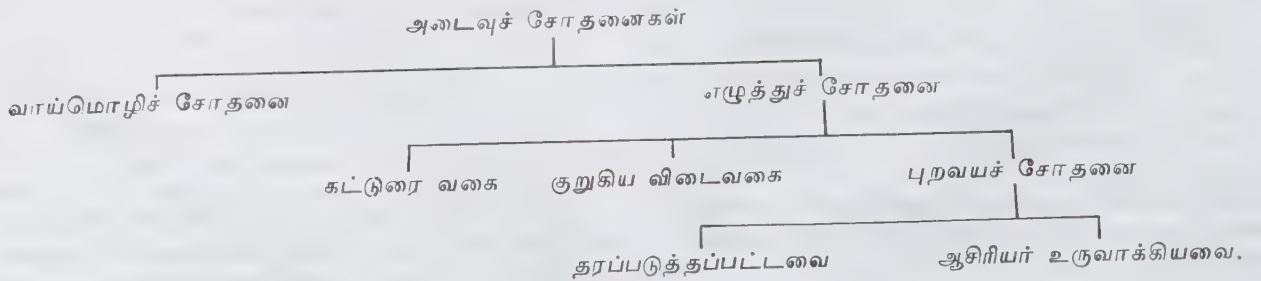 அடைவுச் சோதனைகள்
வாய்மொழிச் சோதனை எழுத்துச் சோதனை
கட்டுரை வகை குறுகிய விடைவகை புறவயச் சோதனை
தரப்படுத்தப்பட்டவை ஆசிரியர் உருவாக்கியவை.